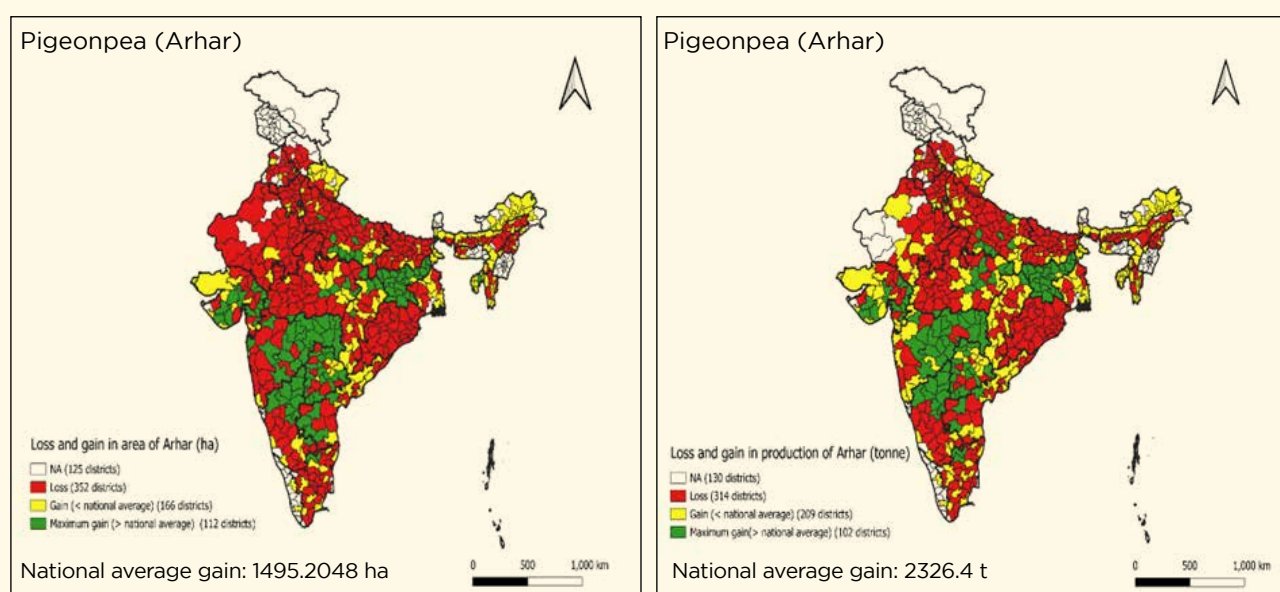 Pigeonpea (Arhar)
Loss and gain in area of Arhar (ha)
NA (125 districts)
Loss (352 districts)
Gain (< national average) (166 districts)
Maximum gain (> national average) (112 districts)
National average gain: 1495.2048 ha
0 500 1,000 km
Pigeonpea (Arhar)
Loss and gain in production of Arhar (tonne)
NA (130 districts)
Loss (314 districts)
Gain (< national average) (209 districts)
Maximum gain(> national average) (102 districts)
National average gain: 2326.4 t
0 500 1,000 km